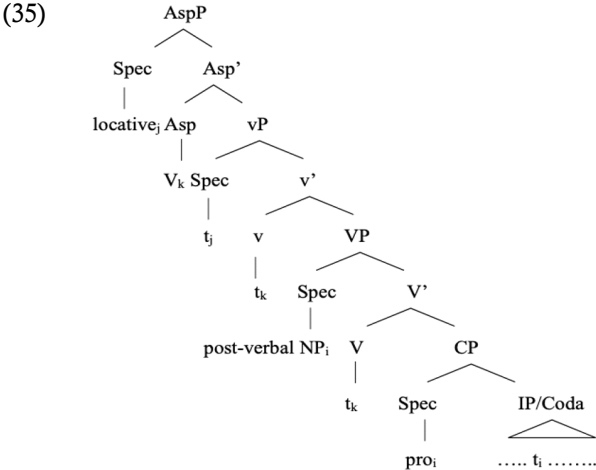 (35) AspP
Spec Asp’
locativej Asp vP
Vk Spec v’
tj v VP
tk Spec V’
post-verbal NPi V CP
tk Spec IP/Coda
proi ….. ti ……..